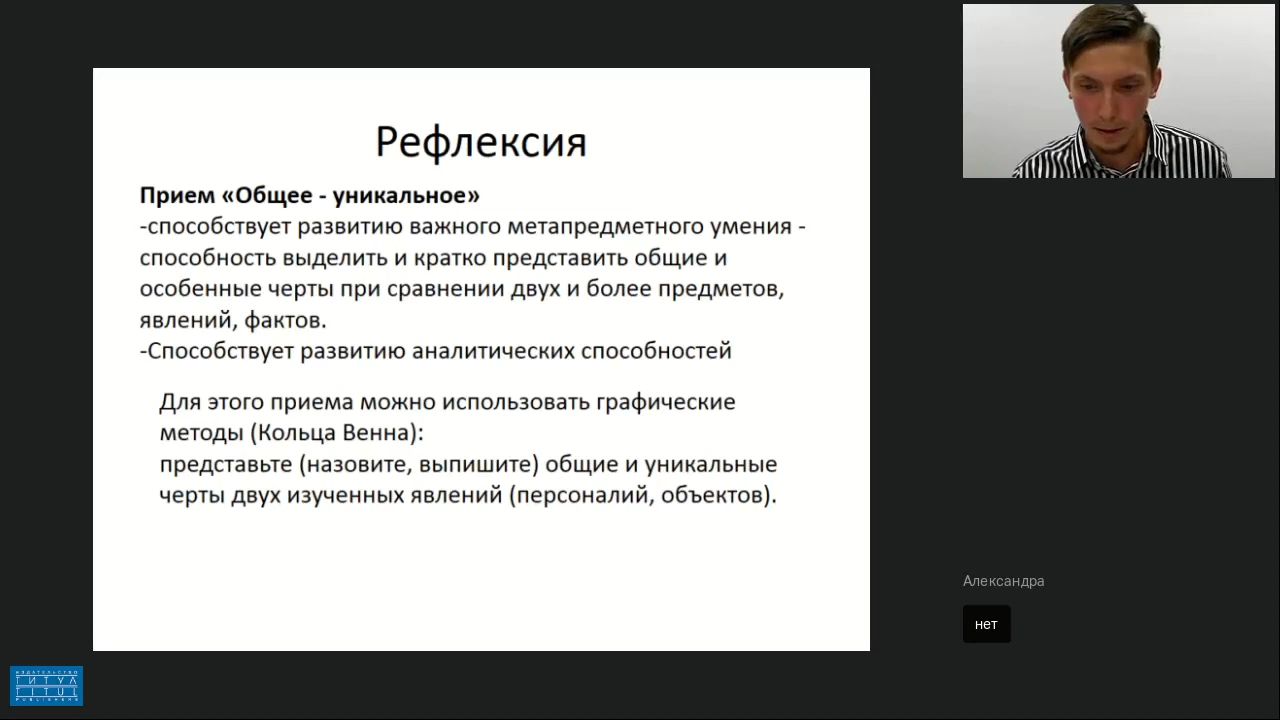 Рефлексия
Прием «Общее - уникальное»
-способствует развитию важного метапредметного умения -
способность выделить и кратко представить общие и
особенные черты при сравнении двух и более предметов,
явлений, фактов.
-Способствует развитию аналитических способностей
Для этого приема можно использовать графические
методы (Кольца Венна):
представьте (назовите, выпишите) общие и уникальные
черты двух изученных явлений (персоналий, объектов).
Александра
нет
ИЗДАТЕЛЬСТВО
ТИТУЛ
TITUL
PUBLISHERS